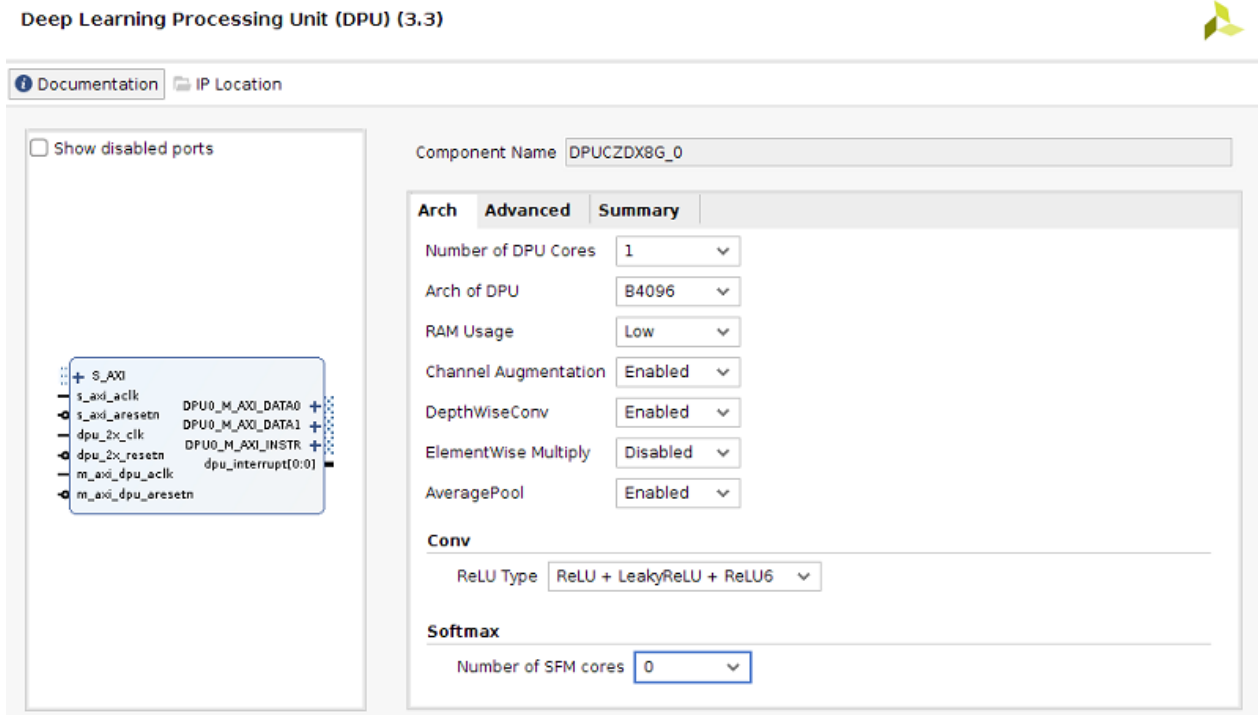 Deep Learning Processing Unit (DPU) (3.3)
Documentation IP Location
Show disabled ports
S_AXI
s_axi_aclk
s_axi_aresetn
dpu_2x_clk
dpu_2x_resetn
m_axi_dpu_aclk
m_axi_dpu_aresetn
DPU0_M_AXI_DATA0
DPU0_M_AXI_DATA1
DPU0_M_AXI_INSTR
dpu_interrupt[0:0]
Component Name DPUCZDX8G_0
Arch Advanced Summary
Number of DPU Cores 1
Arch of DPU B4096
RAM Usage Low
Channel Augmentation Enabled
DepthWiseConv Enabled
ElementWise Multiply Disabled
AveragePool Enabled
Conv
ReLU Type ReLU + LeakyReLU + ReLU6
Softmax
Number of SFM cores 0